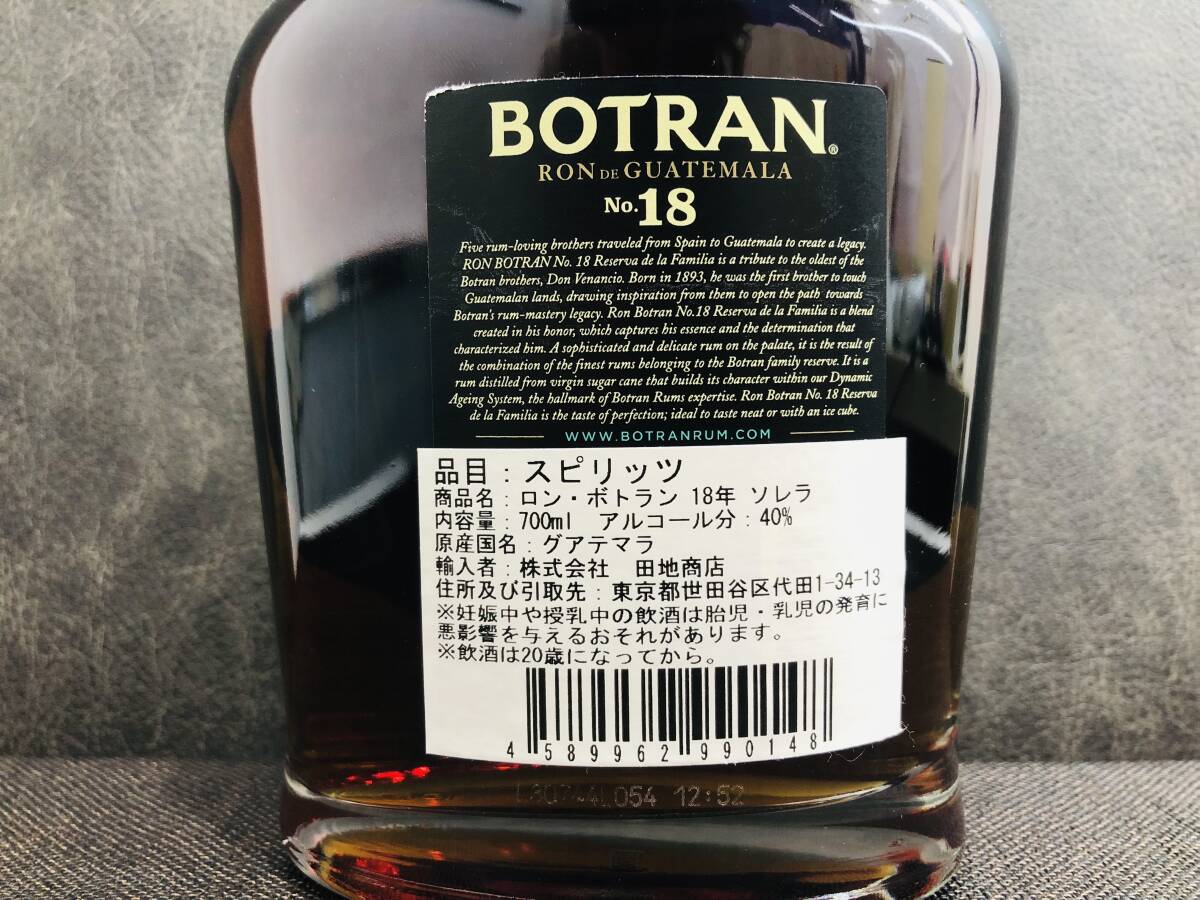 BOTRAN®
RON DE GUATEMALA
No.18
Five rum-loving brothers traveled from Spain to Guatemala to create a legacy.
RON BOTRAN No. 18 Reserva de la Familia is a tribute to the oldest of the
Botran brothers, Don Venancio. Born in 1893, he was the first brother to touch
Guatemalan lands, drawing inspiration from them to open the path towards
Botran's rum-mastery legacy. Ron Botran No.18 Reserva de la Familia is a blend
created in his honor, which captures his essence and the determination that
characterized him. A sophisticated and delicate rum on the palate, it is the result of
the combination of the finest rums belonging to the Botran family reserve. It is a
rum distilled from virgin sugar cane that builds its character within our Dynamic
Ageing System, the hallmark of Botran Rums expertise. Ron Botran No. 18 Reserva
de la Familia is the taste of perfection; ideal to taste neat or with an ice cube.
WWW.BOTRANRUM.COM
品目：スピリッツ
商品名：ロン・ボトラン 18年 ソレラ
内容量：700ml アルコール分：40%
原産国名：グアテマラ
輸入者：株式会社 田地商店
住所及び引取先：東京都世田谷区代田1-34-13
※妊娠中や授乳中の飲酒は胎児・乳児の発育に
悪影響を与えるおそれがあります。
※飲酒は20歳になってから。
4589962990148
12:52